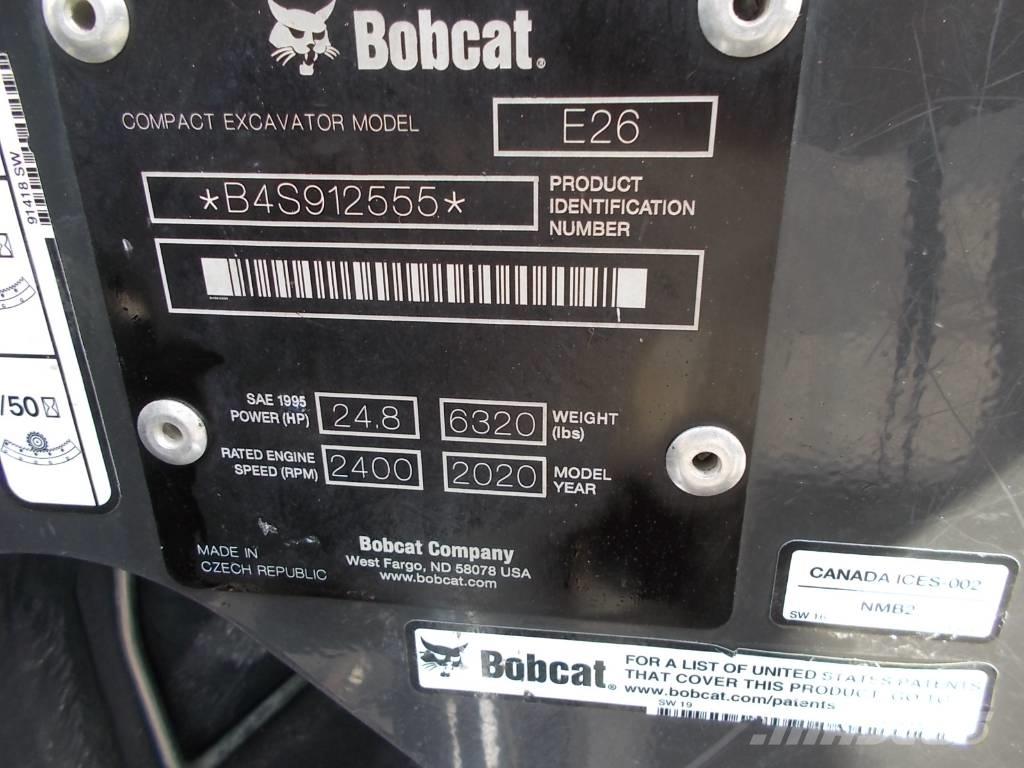 Bobcat®
COMPACT EXCAVATOR MODEL
E26
*B4S912555*
PRODUCT
IDENTIFICATION
NUMBER
SAE 1995
POWER (HP)
24.8
6320
WEIGHT
(lbs)
RATED ENGINE
SPEED (RPM)
2400
2020
MODEL
YEAR
MADE IN
CZECH REPUBLIC
Bobcat Company
West Fargo, ND 58078 USA
www.bobcat.com
91418 SW
/50
CANADA ICES-002
NMB2
SW
Bobcat®
FOR A LIST OF UNITED STATES PATENTS
THAT COVER THIS PRODUCT, GO TO
www.bobcat.com/patents
SW 19